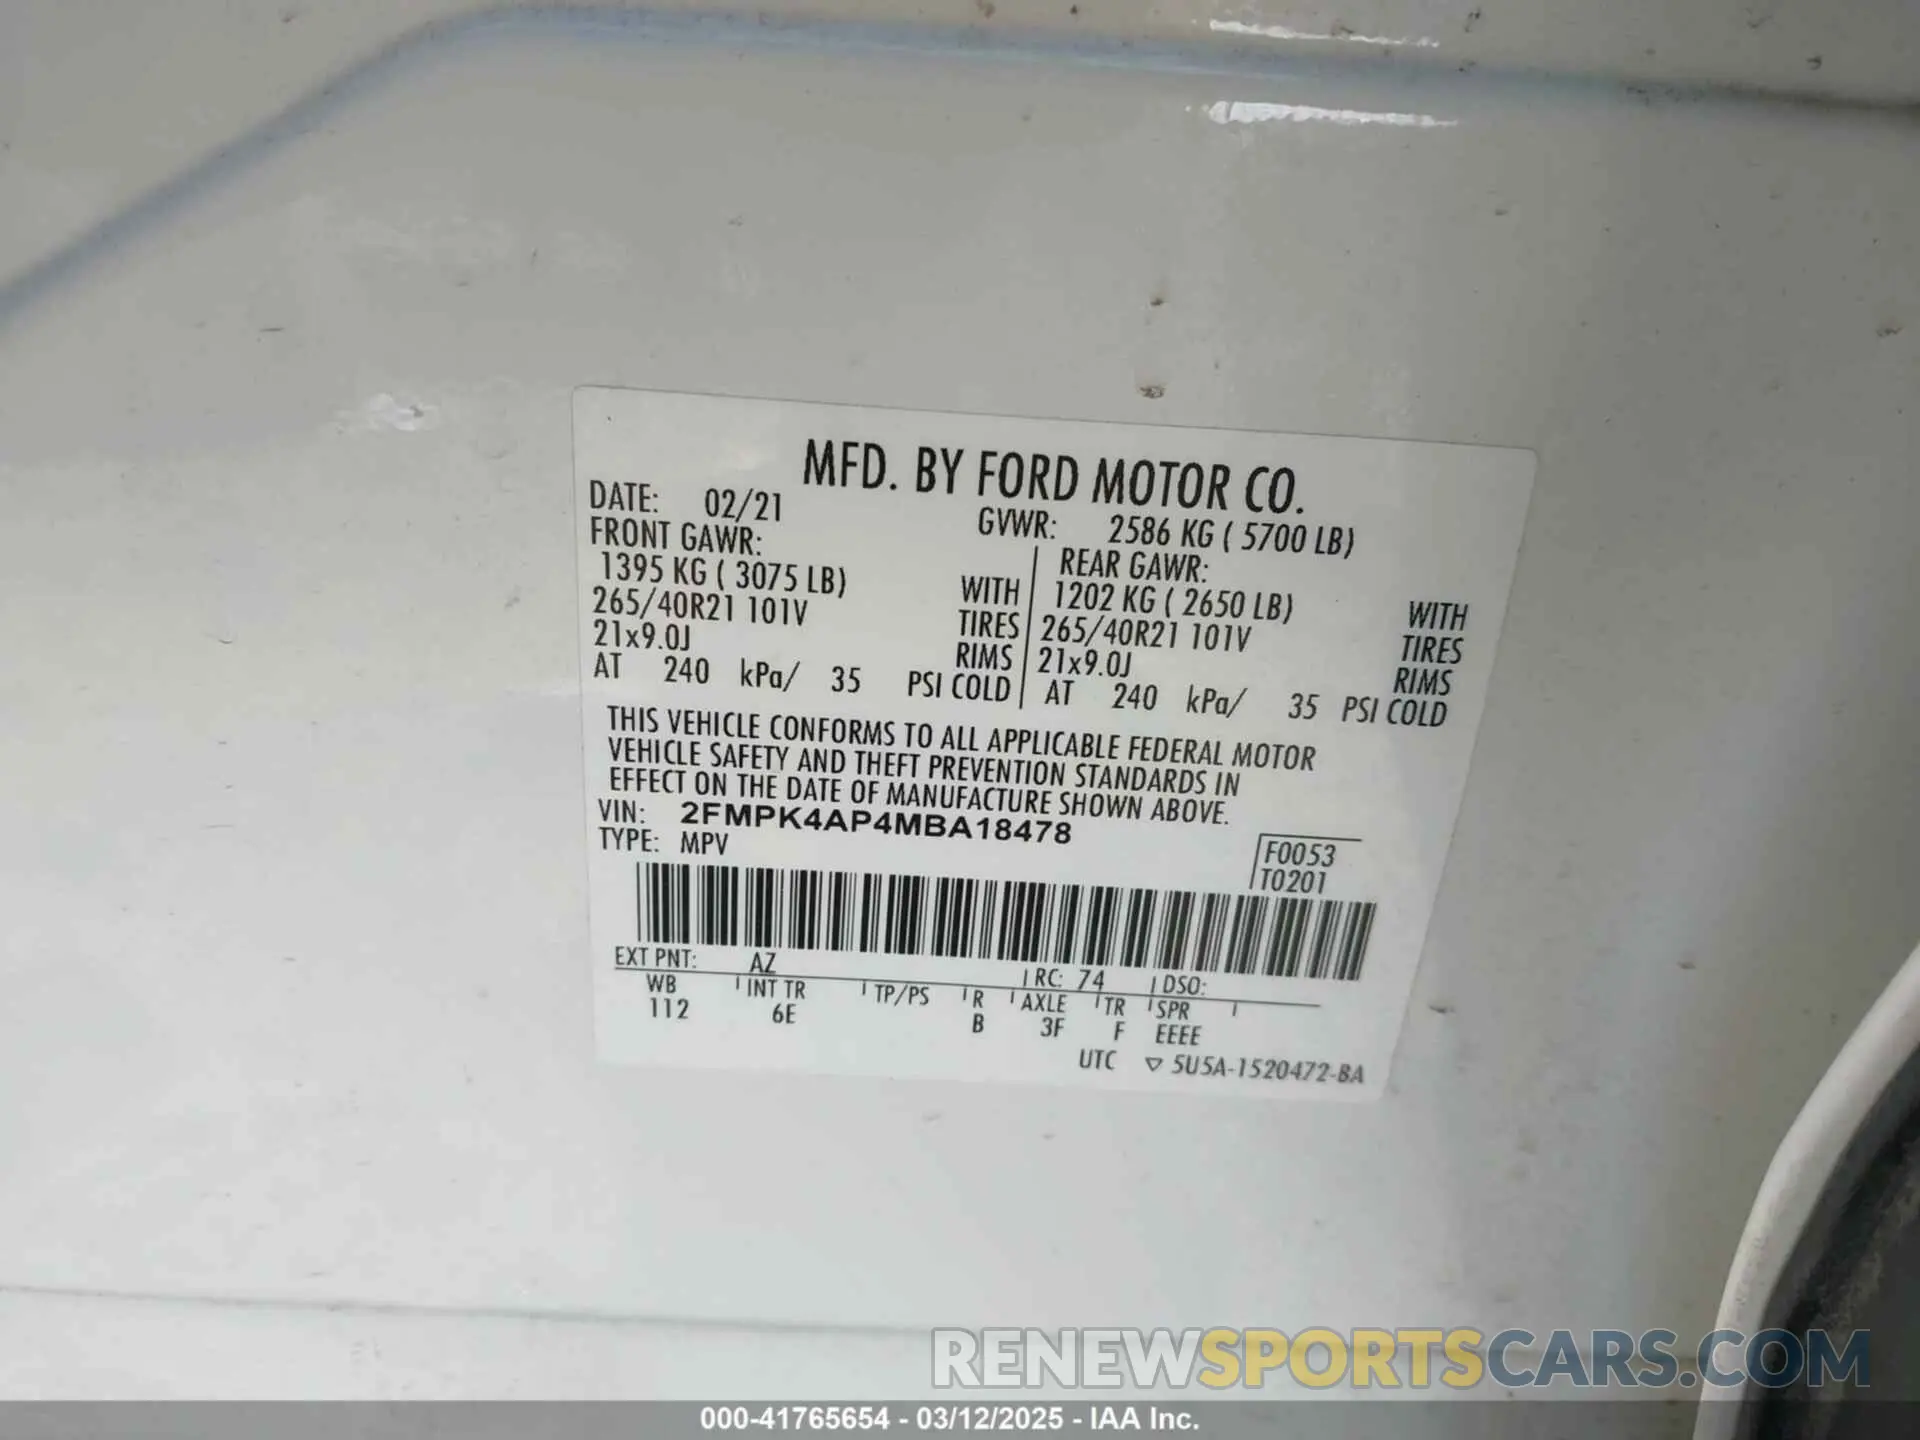 MFD. BY FORD MOTOR CO.
DATE: 02/21 GVWR: 2586 KG ( 5700 LB)
FRONT GAWR: REAR GAWR:
1395 KG ( 3075 LB) WITH 1202 KG ( 2650 LB) WITH
265/40R21 101V TIRES 265/40R21 101V TIRES
21x9.0J RIMS 21x9.0J RIMS
AT 240 kPa/ 35 PSI COLD AT 240 kPa/ 35 PSI COLD
THIS VEHICLE CONFORMS TO ALL APPLICABLE FEDERAL MOTOR
VEHICLE SAFETY AND THEFT PREVENTION STANDARDS IN
EFFECT ON THE DATE OF MANUFACTURE SHOWN ABOVE.
VIN: 2FMPK4AP4MBA18478
TYPE: MPV
F0053
T0201
EXT PNT: AZ RC: 74 DSO:
WB INT TR TP/PS R AXLE TR SPR
112 6E B 3F F EEEE
UTC ▽ 5U5A-1520472-BA
RENEWSPORTSCARS.COM
000-41765654 - 03/12/2025 - IAA Inc.